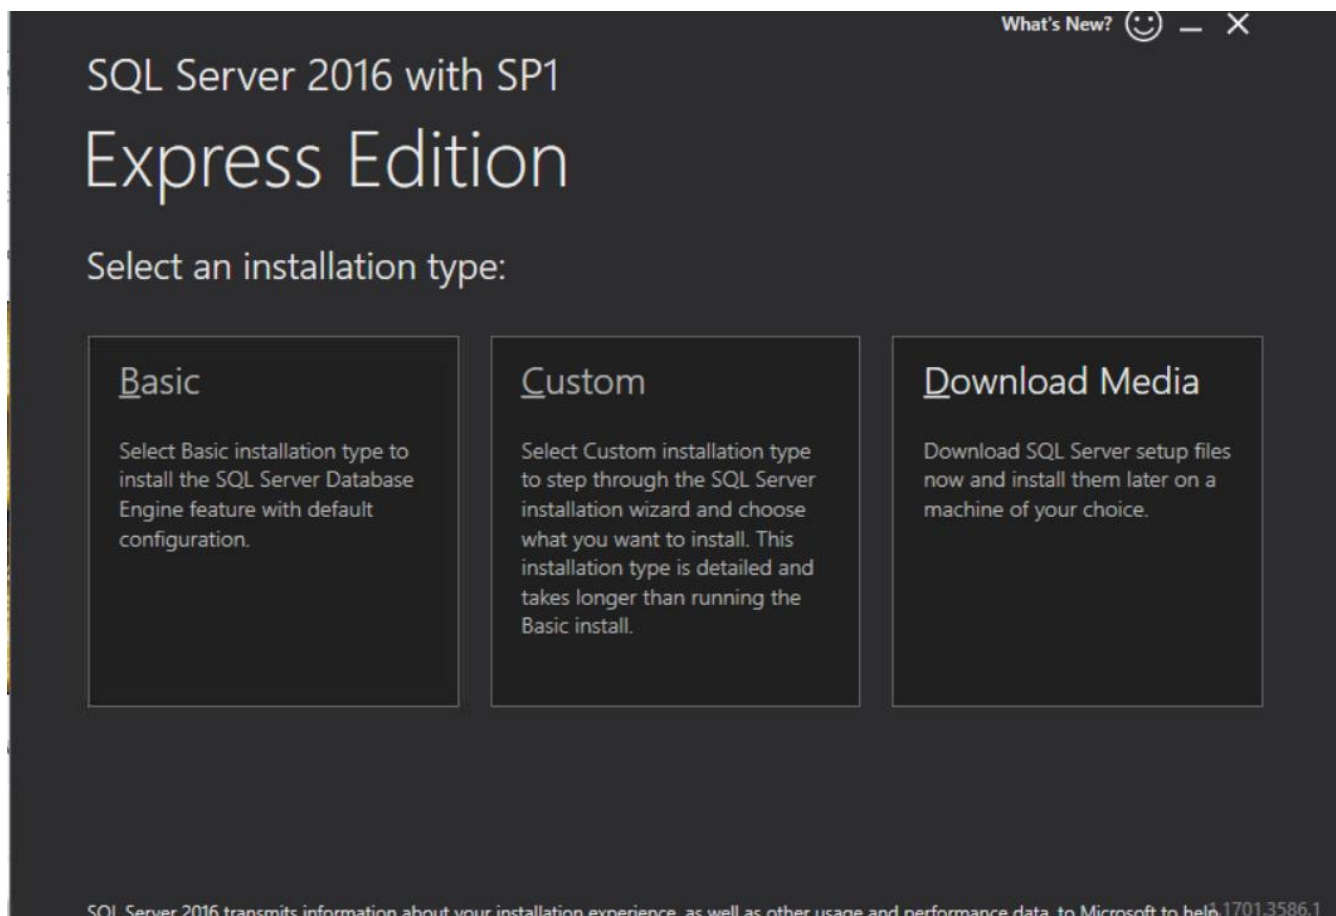 What's New?
SQL Server 2016 with SP1
Express Edition
Select an installation type:
Basic
Select Basic installation type to
install the SQL Server Database
Engine feature with default
configuration.
Custom
Select Custom installation type
to step through the SQL Server
installation wizard and choose
what you want to install. This
installation type is detailed and
takes longer than running the
Basic install.
Download Media
Download SQL Server setup files
now and install them later on a
machine of your choice.
SQL Server 2016 transmits information about your installation experience, as well as other usage and performance data, to Microsoft to help
1.1701.3586.1